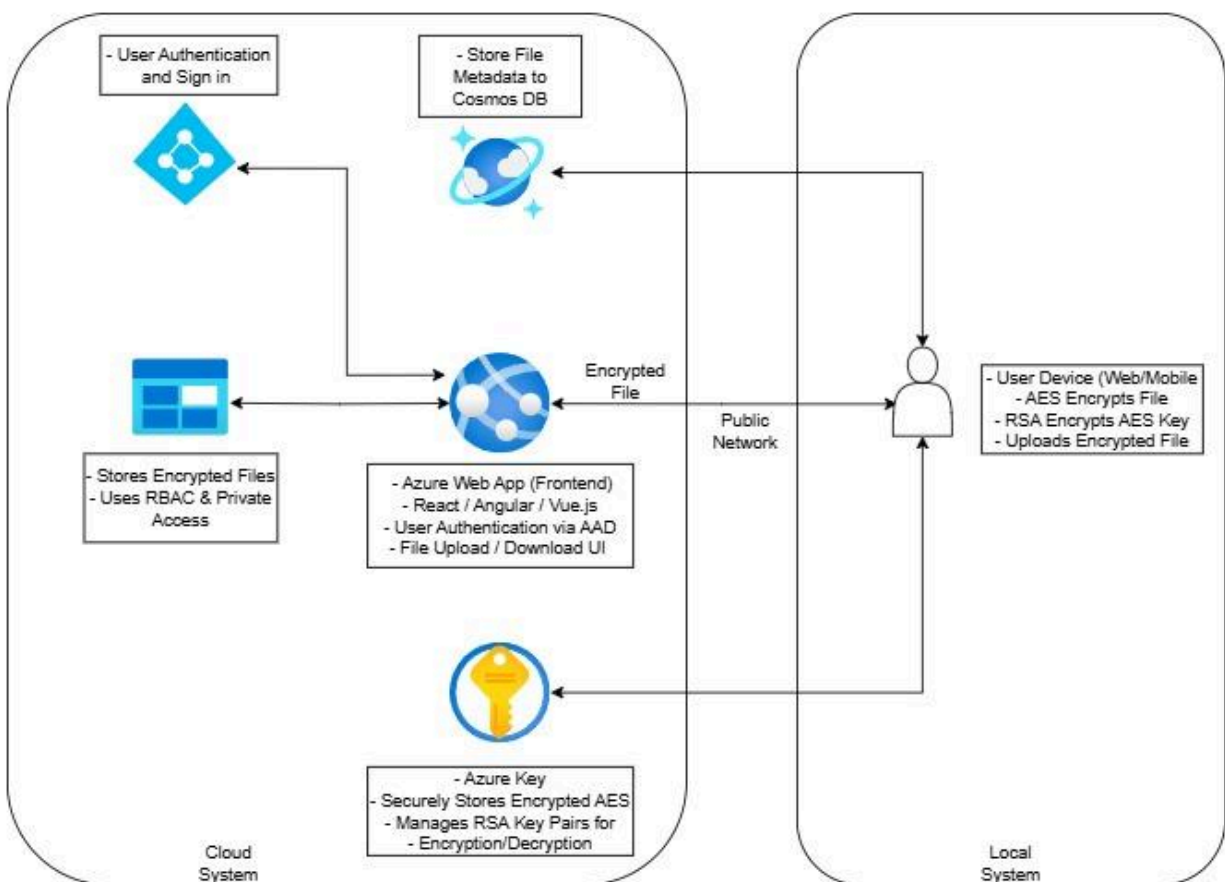 - User Authentication
and Sign in
- Store File
Metadata to
Cosmos DB
Encrypted
File
Public
Network
- User Device (Web/Mobile
- AES Encrypts File
- RSA Encrypts AES Key
- Uploads Encrypted File
- Stores Encrypted Files
- Uses RBAC & Private
Access
- Azure Web App (Frontend)
- React / Angular / Vue.js
- User Authentication via AAD
- File Upload / Download UI
- Azure Key
- Securely Stores Encrypted AES
- Manages RSA Key Pairs for
- Encryption/Decryption
Cloud
System
Local
System